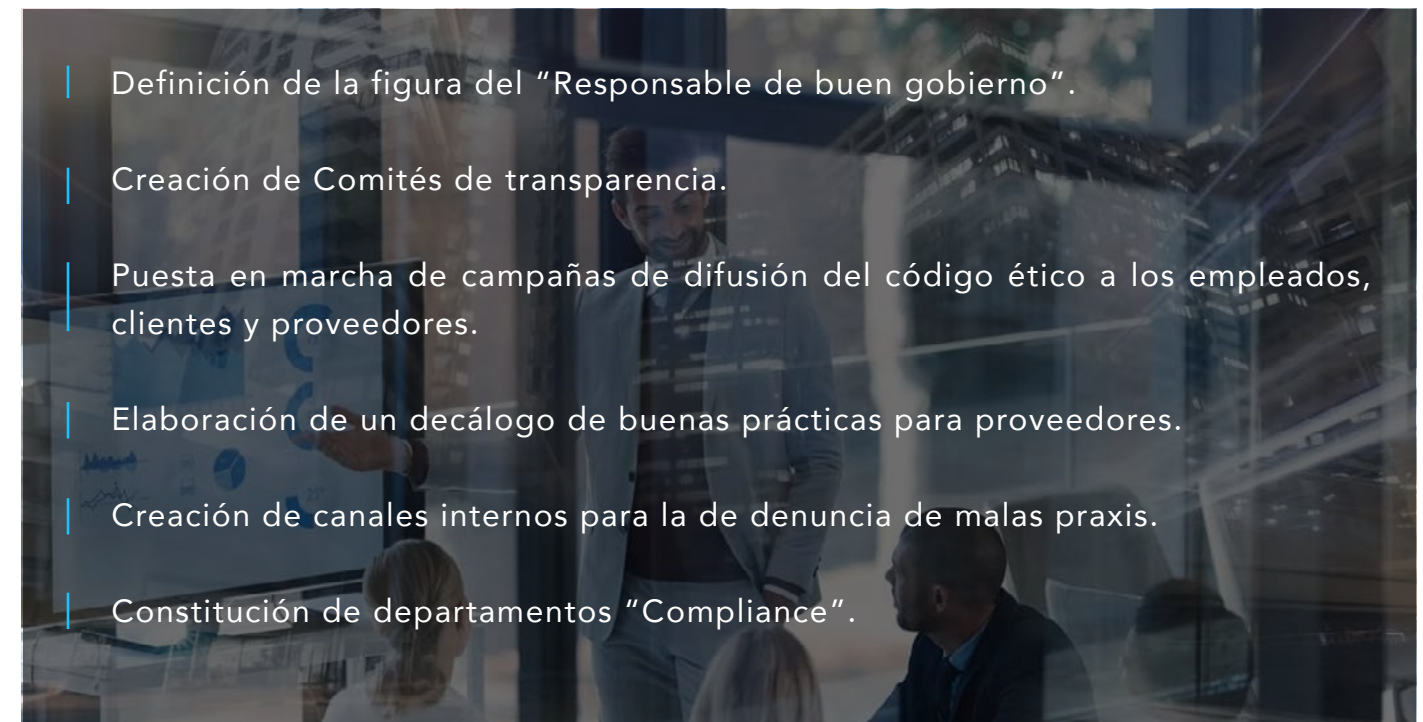 Definición de la figura del “Responsable de buen gobierno”.
Creación de Comités de transparencia.
Puesta en marcha de campañas de difusión del código ético a los empleados,
clientes y proveedores.
Elaboración de un decálogo de buenas prácticas para proveedores.
Creación de canales internos para la de denuncia de malas praxis.
Constitución de departamentos “Compliance”.